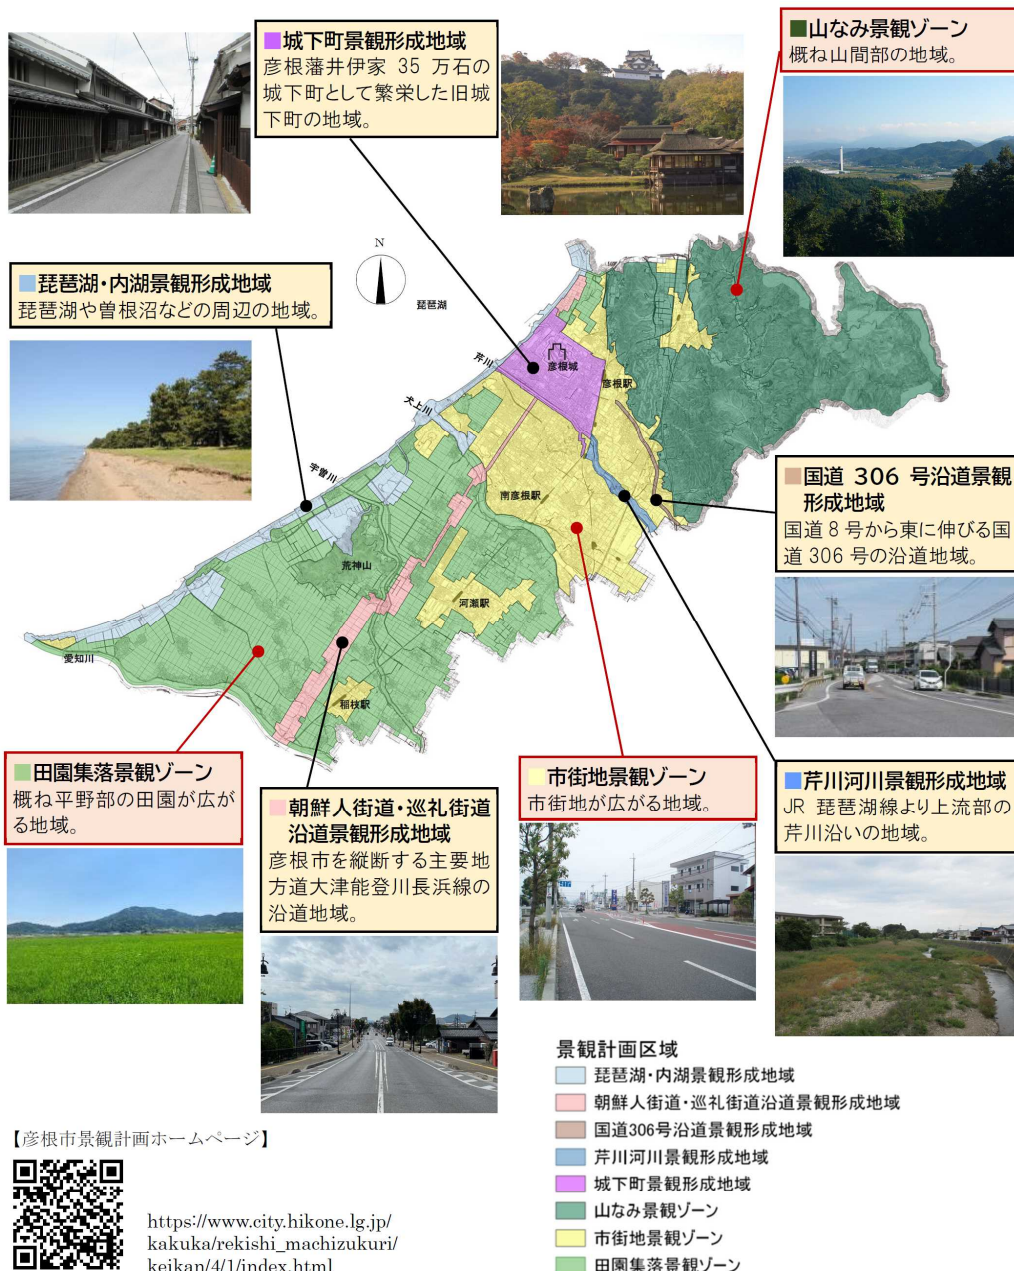 ■城下町景観形成地域
彦根藩井伊家 35 万石の
城下町として繁栄した旧城
下町の地域。
■山なみ景観ゾーン
概ね山間部の地域。
■琵琶湖・内湖景観形成地域
琵琶湖や曽根沼などの周辺の地域。
N
琵琶湖
芹川
彦根城
彦根駅
犬上川
宇曽川
南彦根駅
荒神山
河瀬駅
愛知川
稲枝駅
■国道 306 号沿道景観
形成地域
国道 8 号から東に伸びる国
道 306 号の沿道地域。
■田園集落景観ゾーン
概ね平野部の田園が広が
る地域。
■朝鮮人街道・巡礼街道
沿道景観形成地域
彦根市を縦断する主要地
方道大津能登川長浜線の
沿道地域。
■市街地景観ゾーン
市街地が広がる地域。
■芹川河川景観形成地域
JR 琵琶湖線より上流部の
芹川沿いの地域。
景観計画区域
琵琶湖・内湖景観形成地域
朝鮮人街道・巡礼街道沿道景観形成地域
国道306号沿道景観形成地域
芹川河川景観形成地域
城下町景観形成地域
山なみ景観ゾーン
市街地景観ゾーン
田園集落景観ゾーン
【彦根市景観計画ホームページ】
https://www.city.hikone.lg.jp/
kakuka/rekishi_machizukuri/
keikan/4/1/index.html